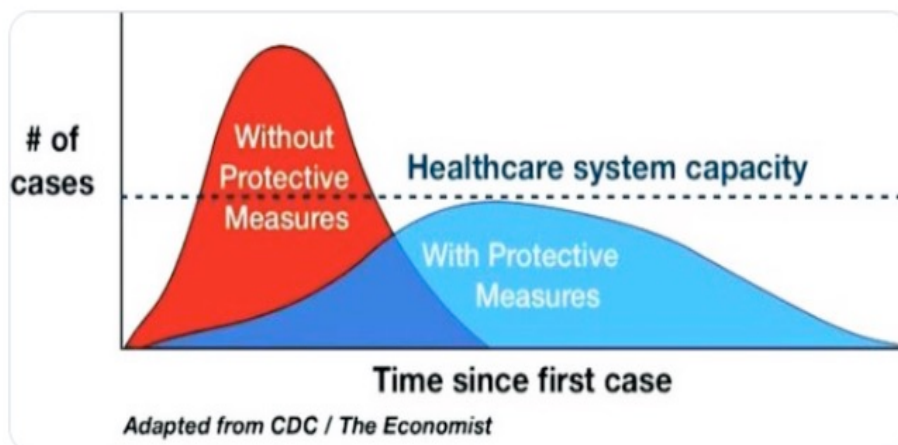 # of
cases
Without
Protective
Measures
Healthcare system capacity
With Protective
Measures
Time since first case
Adapted from CDC / The Economist